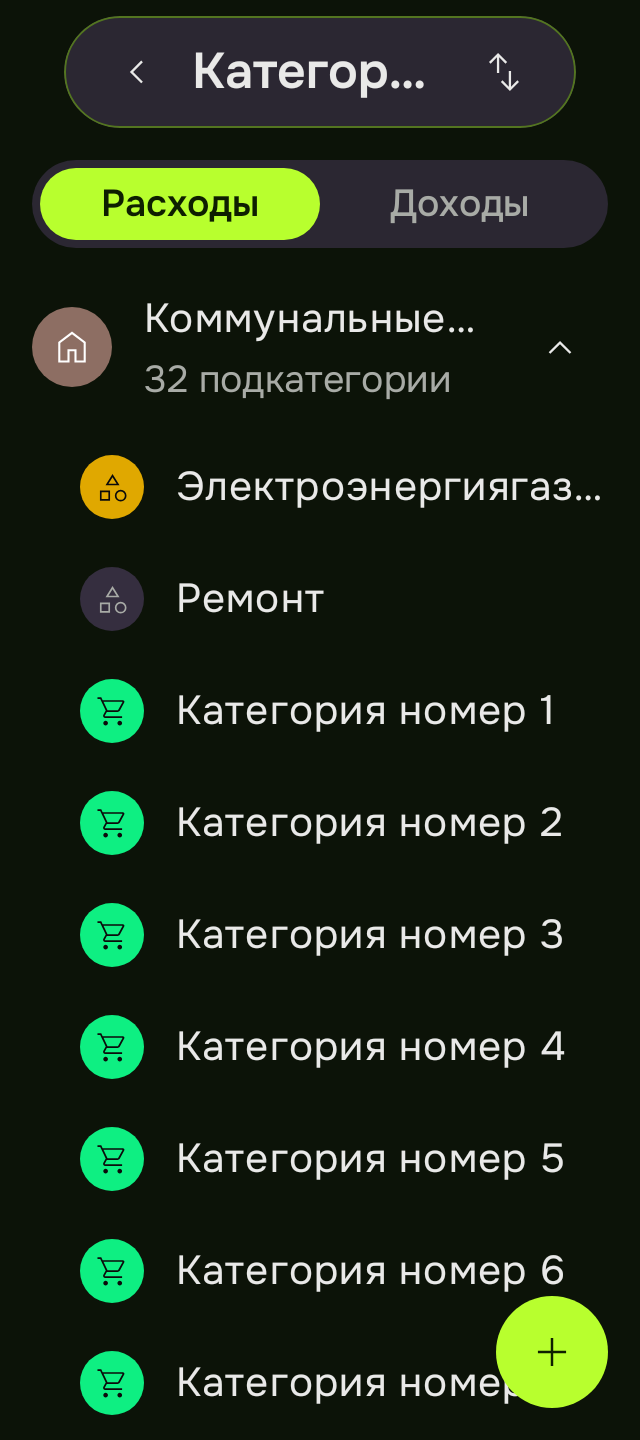 Категор...
Расходы
Доходы
Коммунальные...
32 подкатегории
Электроэнергиягаз...
Ремонт
Категория номер 1
Категория номер 2
Категория номер 3
Категория номер 4
Категория номер 5
Категория номер 6
Категория номер